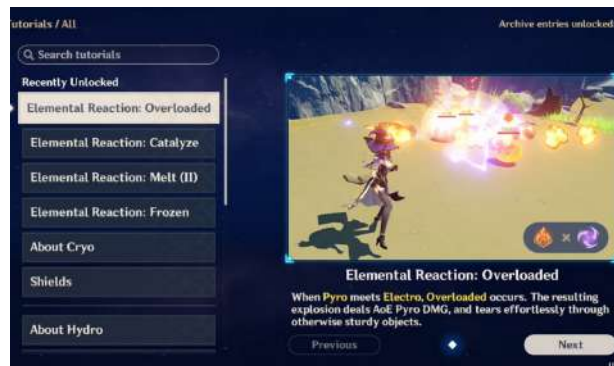 Tutorials / All
Archive entries unlocked
Search tutorials
Recently Unlocked
Elemental Reaction: Overloaded
Elemental Reaction: Catalyze
Elemental Reaction: Melt (II)
Elemental Reaction: Frozen
About Cryo
Shields
About Hydro
Elemental Reaction: Overloaded
When Pyro meets Electro, Overloaded occurs. The resulting
explosion deals AoE Pyro DMG, and tears effortlessly through
otherwise sturdy objects.
Previous
Next